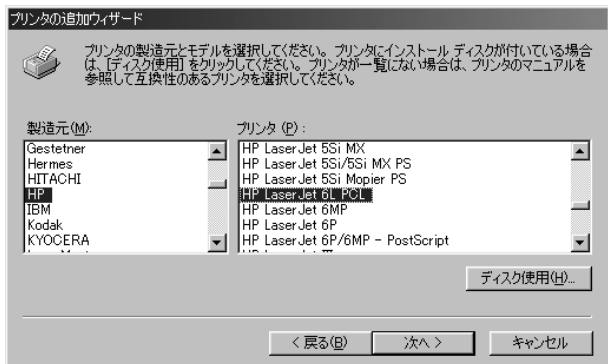 プリンタの追加ウィザード
プリンタの製造元とモデルを選択してください。プリンタにインストール ディスクが付いている場合
は、[ディスク使用] をクリックしてください。プリンタが一覧にない場合は、プリンタのマニュアルを
参照して互換性のあるプリンタを選択してください。
製造元(M):
Gestetner
Hermes
HITACHI
HP
IBM
Kodak
KYOCERA
プリンタ (P) :
HP LaserJet 5Si MX
HP LaserJet 5Si/5Si MX PS
HP LaserJet 5Si Mopier PS
HP LaserJet 6L PCL
HP LaserJet 6MP
HP LaserJet 6P
HP LaserJet 6P/6MP - PostScript
ディスク使用(H)...
< 戻る(B)
次へ >
キャンセル